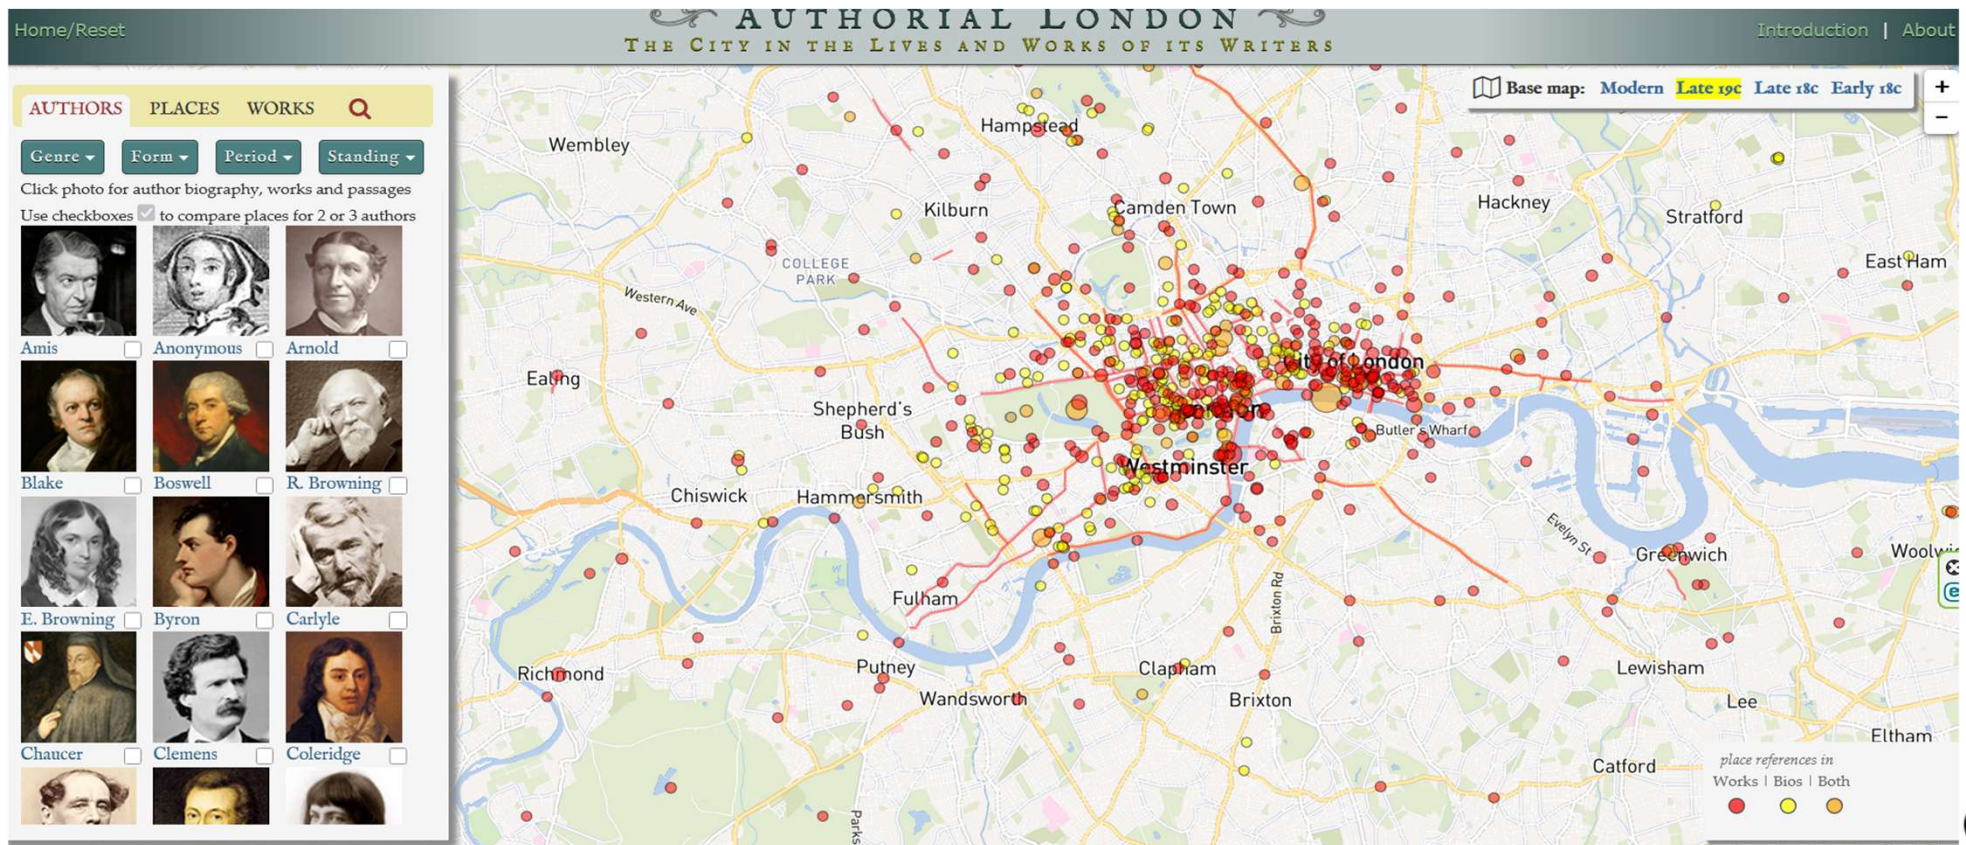 Home/Reset
AUTHORIAL LONDON
THE CITY IN THE LIVES AND WORKS OF ITS WRITERS
Introduction | About
AUTHORS PLACES WORKS
Genre Form Period Standing
Click photo for author biography, works and passages
Use checkboxes to compare places for 2 or 3 authors
Amis Anonymous Arnold
Blake Boswell R. Browning
E. Browning Byron Carlyle
Chaucer Clemens Coleridge
Base map: Modern Late 19c Late 18c Early 18c
+
−
Hampstead
Wembley
Kilburn
Camden Town
Hackney
Stratford
COLLEGE
PARK
East Ham
Western Ave
City of London
Ealing
Shepherd's
Bush
London
Butler's Wharf
Westminster
Chiswick
Hammersmith
Evelyn St
Greenwich
Fulham
Brixton Rd
Richmond
Putney
Clapham
Lewisham
Wandsworth
Brixton
Lee
Eltham
Catford
place references in
Works | Bios | Both